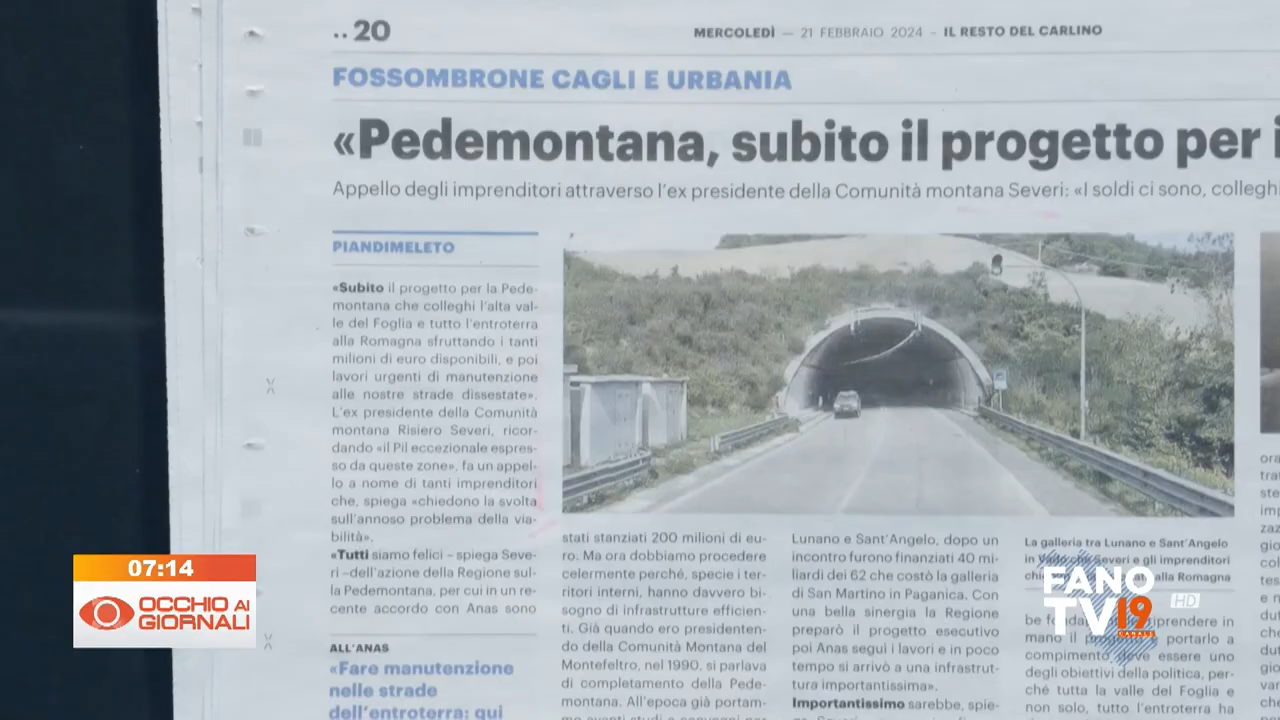 .. 20
MERCOLEDÌ — 21 FEBBRAIO 2024 – IL RESTO DEL CARLINO
FOSSOMBRONE CAGLI E URBANIA
«Pedemontana, subito il progetto per i
Appello degli imprenditori attraverso l'ex presidente della Comunità montana Severi: «I soldi ci sono, collegh
PIANDIMELETO
«Subito il progetto per la Pede-
montana che colleghi l'alta val-
le del Foglia e tutto l'entroterra
alla Romagna sfruttando i tanti
milioni di euro disponibili, e poi
lavori urgenti di manutenzione
alle nostre strade dissestate».
L'ex presidente della Comunità
montana Risiero Severi, ricor-
dando «il Pil eccezionale espres-
so da queste zone», fa un appel-
lo a nome di tanti imprenditori
che, spiega «chiedono la svolta
sull'annoso problema della via-
bilità».
«Tutti siamo felici – spiega Seve-
ri –dell'azione della Regione sul-
la Pedemontana, per cui in un re-
cente accordo con Anas sono
ALL'ANAS
«Fare manutenzione
nelle strade
dell'entroterra: qui
stati stanziati 200 milioni di eu-
ro. Ma ora dobbiamo procedere
celermente perché, specie i ter-
ritori interni, hanno davvero bi-
sogno di infrastrutture efficien-
ti. Già quando ero presidenten-
do della Comunità Montana del
Montefeltro, nel 1990, si parlava
di completamento della Pede-
montana. All'epoca già portam-
Lunano e Sant'Angelo, dopo un
incontro furono finanziati 40 mi-
liardi dei 62 che costò la galleria
di San Martino in Paganica. Con
una bella sinergia la Regione
preparò il progetto esecutivo
poi Anas seguì i lavori e in poco
tempo si arrivò a una infrastrut-
tura importantissima».
Importantissimo sarebbe, spie-
La galleria tra Lunano e Sant'Angelo
in Severi e gli imprenditori
alla Romagna
be riprendere in
mano il portarlo a
compimento deve essere uno
degli obiettivi della politica, per-
ché tutta la valle del Foglia e
non solo, tutto l'entroterra ha
07:14
OCCHIO AI
GIORNALI
FANO
TV 19
CANALE
HD